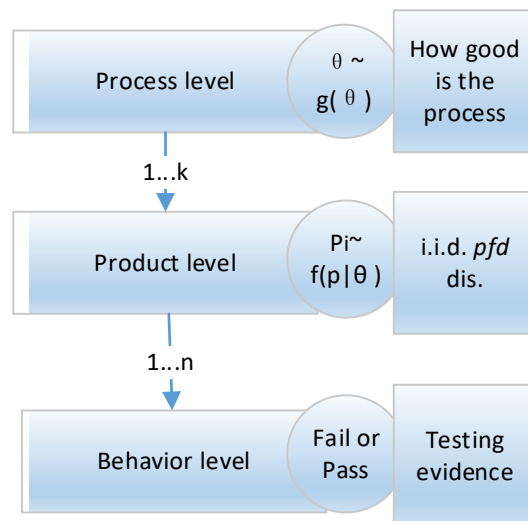 Process level
θ ~
g( θ )
How good
is the
process
1...k
Product level
Pi~
f(p|θ )
i.i.d. pfd
dis.
1...n
Behavior level
Fail or
Pass
Testing
evidence